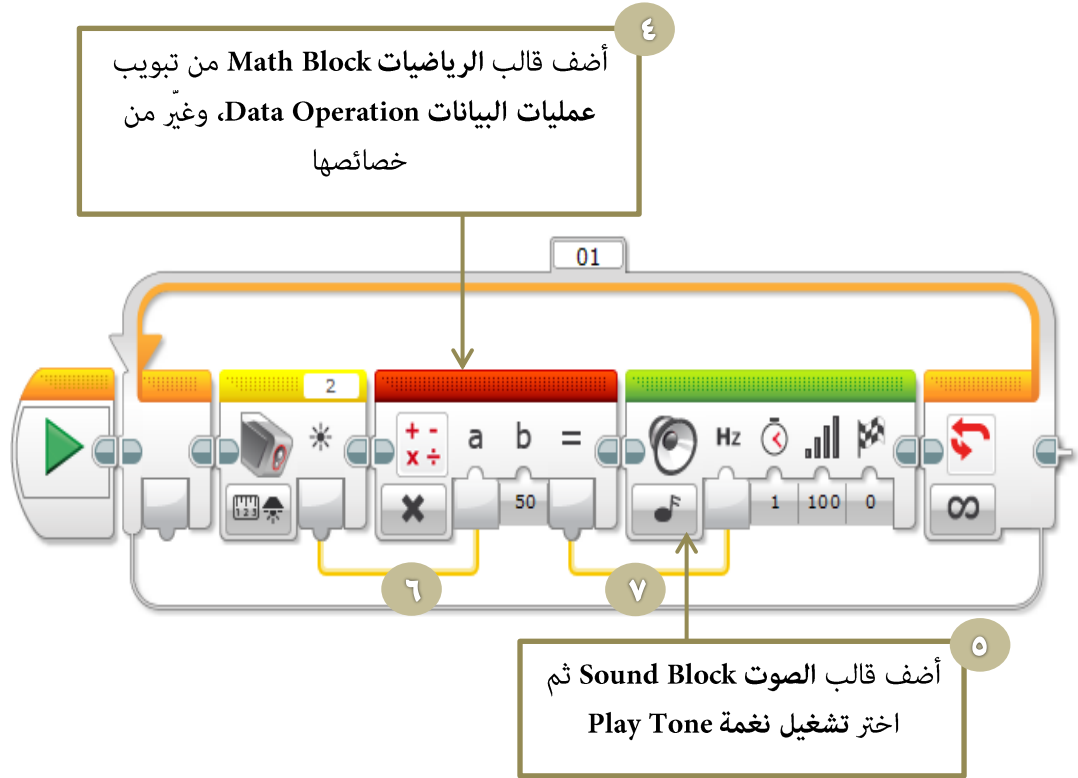 ٤
أضف قالب الرياضيات Math Block من تبويب
عمليات البيانات Data Operation، وغيّر من
خصائصها
01
2
a b =
Hz
50
1 100 0
٦
٧
٥
أضف قالب الصوت Sound Block ثم
اختر تشغيل نغمة Play Tone